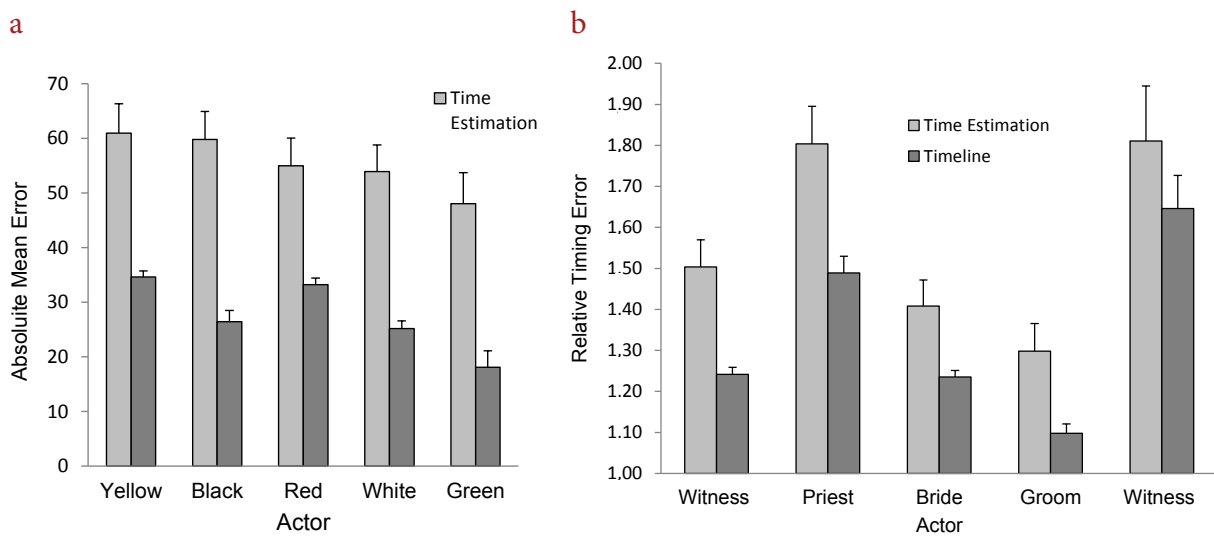 a
Absoluite Mean Error
70
60
50
40
30
20
10
0
Time
Estimation
Yellow Black Red White Green
Actor
b
Relative Timing Error
2.00
1.90
1.80
1.70
1.60
1.50
1.40
1.30
1.20
1.10
1,00
Time Estimation
Timeline
Witness Priest Bride Groom Witness
Actor